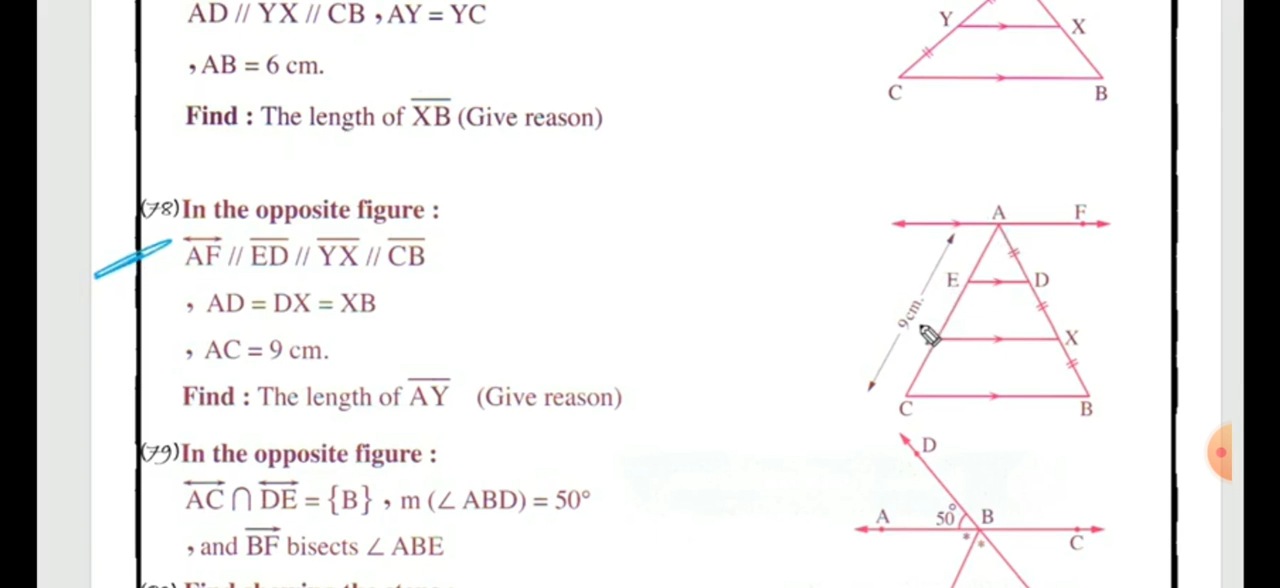 AD // YX // CB , AY = YC
, AB = 6 cm.
Find : The length of XB (Give reason)
Y
X
C
B
(78) In the opposite figure :
AF // ED // YX // CB
, AD = DX = XB
, AC = 9 cm.
Find : The length of AY (Give reason)
A
F
E
D
9cm.
X
C
B
(79) In the opposite figure :
AC ∩ DE = {B} , m (∠ ABD) = 50°
, and BF bisects ∠ ABE
D
A
50°
B
C